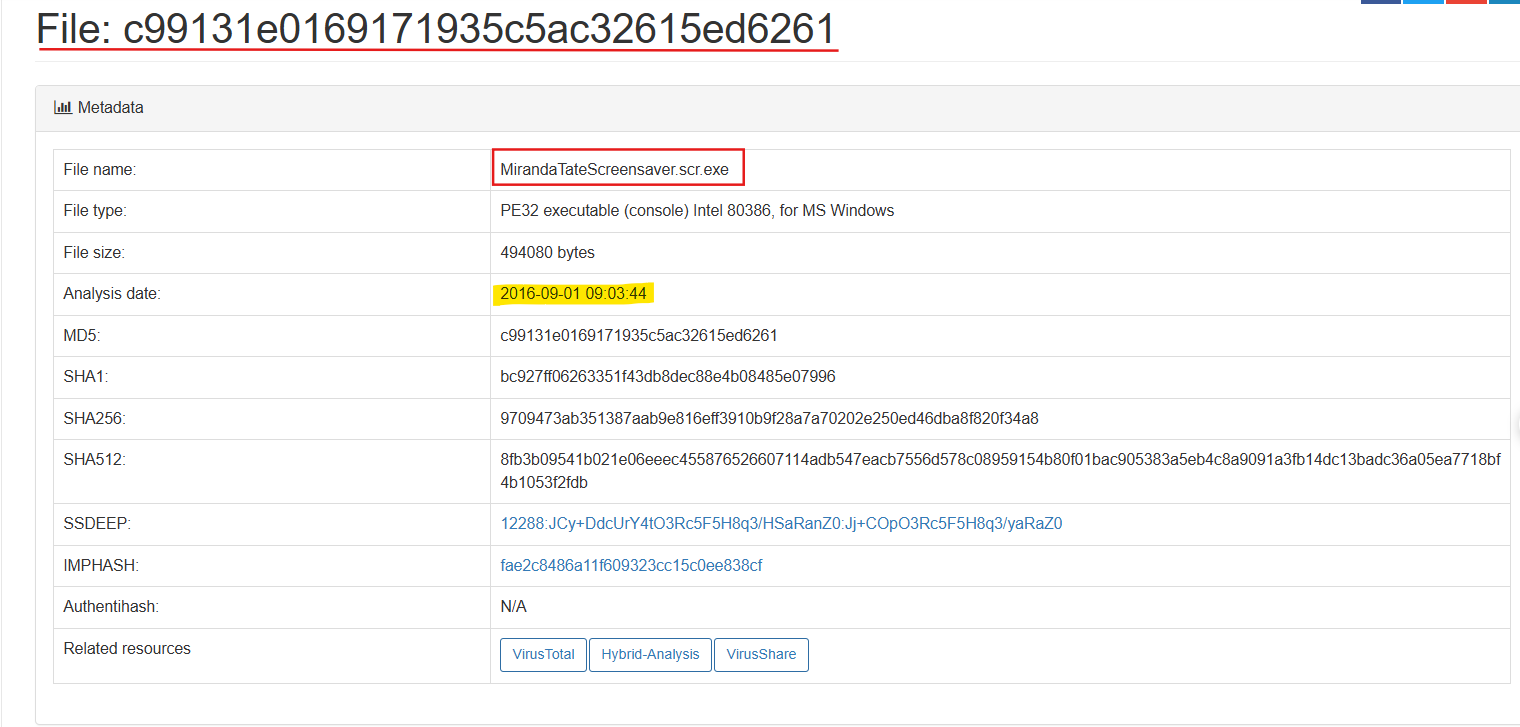 File: c99131e0169171935c5ac32615ed6261
Metadata
File name: MirandaTateScreensaver.scr.exe
File type: PE32 executable (console) Intel 80386, for MS Windows
File size: 494080 bytes
Analysis date: 2016-09-01 09:03:44
MD5: c99131e0169171935c5ac32615ed6261
SHA1: bc927ff06263351f43db8dec88e4b08485e07996
SHA256: 9709473ab351387aab9e816eff3910b9f28a7a70202e250ed46dba8f820f34a8
SHA512: 8fb3b09541b021e06eeec455876526607114adb547eacb7556d578c08959154b80f01bac905383a5eb4c8a9091a3fb14dc13badc36a05ea7718bf
4b1053f2fdb
SSDEEP: 12288:JCy+DdcUrY4tO3Rc5F5H8q3/HSaRanZ0:Jj+COpO3Rc5F5H8q3/yaRaZ0
IMPHASH: fae2c8486a11f609323cc15c0ee838cf
Authentihash: N/A
Related resources VirusTotal Hybrid-Analysis VirusShare